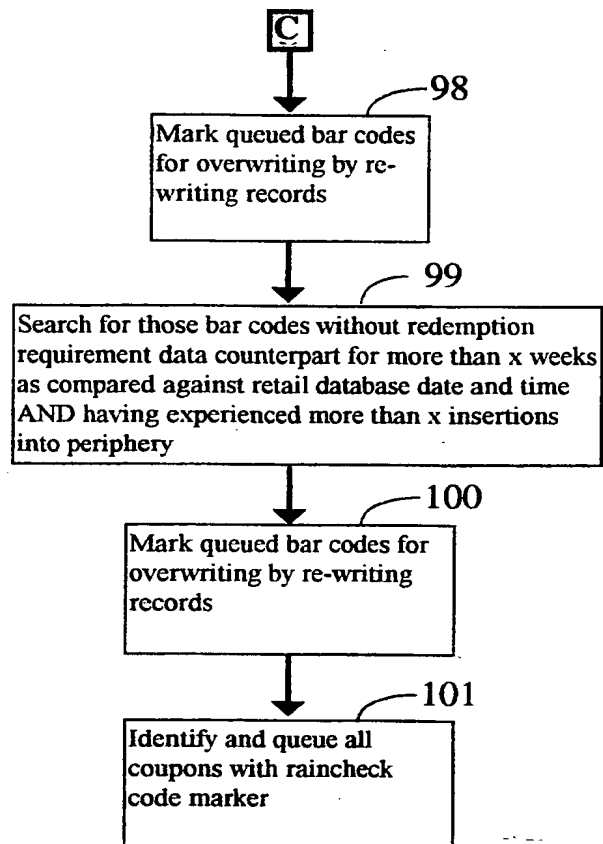 C
98
Mark queued bar codes
for overwriting by re-
writing records
99
Search for those bar codes without redemption
requirement data counterpart for more than x weeks
as compared against retail database date and time
AND having experienced more than x insertions
into periphery
100
Mark queued bar codes for
overwriting by re-writing
records
101
Identify and queue all
coupons with raincheck
code marker